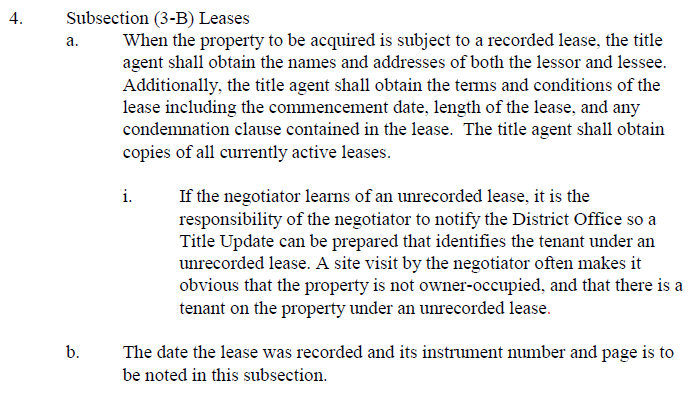 4. Subsection (3-B) Leases
a. When the property to be acquired is subject to a recorded lease, the title
agent shall obtain the names and addresses of both the lessor and lessee.
Additionally, the title agent shall obtain the terms and conditions of the
lease including the commencement date, length of the lease, and any
condemnation clause contained in the lease. The title agent shall obtain
copies of all currently active leases.
i. If the negotiator learns of an unrecorded lease, it is the
responsibility of the negotiator to notify the District Office so a
Title Update can be prepared that identifies the tenant under an
unrecorded lease. A site visit by the negotiator often makes it
obvious that the property is not owner-occupied, and that there is a
tenant on the property under an unrecorded lease.
b. The date the lease was recorded and its instrument number and page is to
be noted in this subsection.